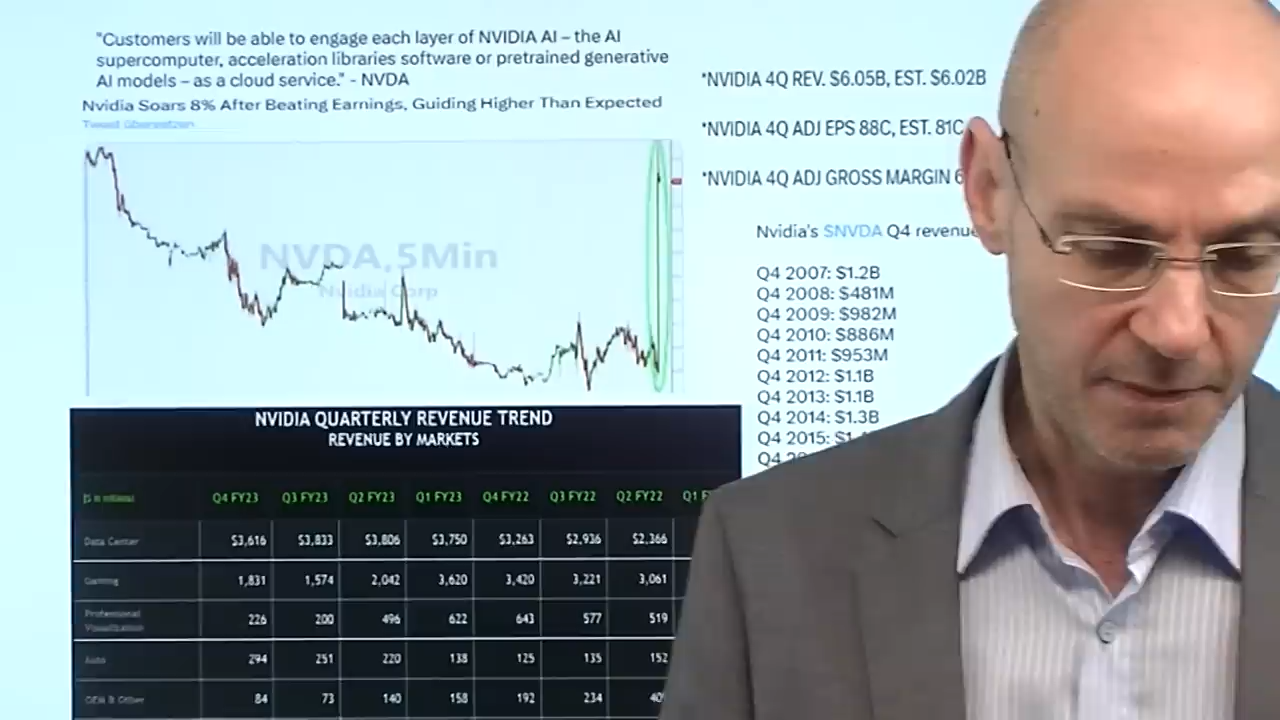 "Customers will be able to engage each layer of NVIDIA AI – the AI
supercomputer, acceleration libraries software or pretrained generative
AI models – as a cloud service." - NVDA
Nvidia Soars 8% After Beating Earnings, Guiding Higher Than Expected
Tweet übersetzen
NVDA,5Min
Nvidia Corp
*NVIDIA 4Q REV. $6.05B, EST. $6.02B
*NVIDIA 4Q ADJ EPS 88C, EST. 81C
*NVIDIA 4Q ADJ GROSS MARGIN 6
Nvidia's $NVDA Q4 revenue
Q4 2007: $1.2B
Q4 2008: $481M
Q4 2009: $982M
Q4 2010: $886M
Q4 2011: $953M
Q4 2012: $1.1B
Q4 2013: $1.1B
Q4 2014: $1.3B
Q4 2015:
Q4
NVIDIA QUARTERLY REVENUE TREND
REVENUE BY MARKETS
($ in millions) Q4 FY23 Q3 FY23 Q2 FY23 Q1 FY23 Q4 FY22 Q3 FY22 Q2 FY22 Q1
Data Center $3,616 $3,833 $3,806 $3,750 $3,263 $2,936 $2,366
Gaming 1,831 1,574 2,042 3,620 3,420 3,221 3,061
Professional Visualization 226 200 496 622 643 577 519
Auto 294 251 220 138 125 135 152
OEM & Other 84 73 140 158 192 234